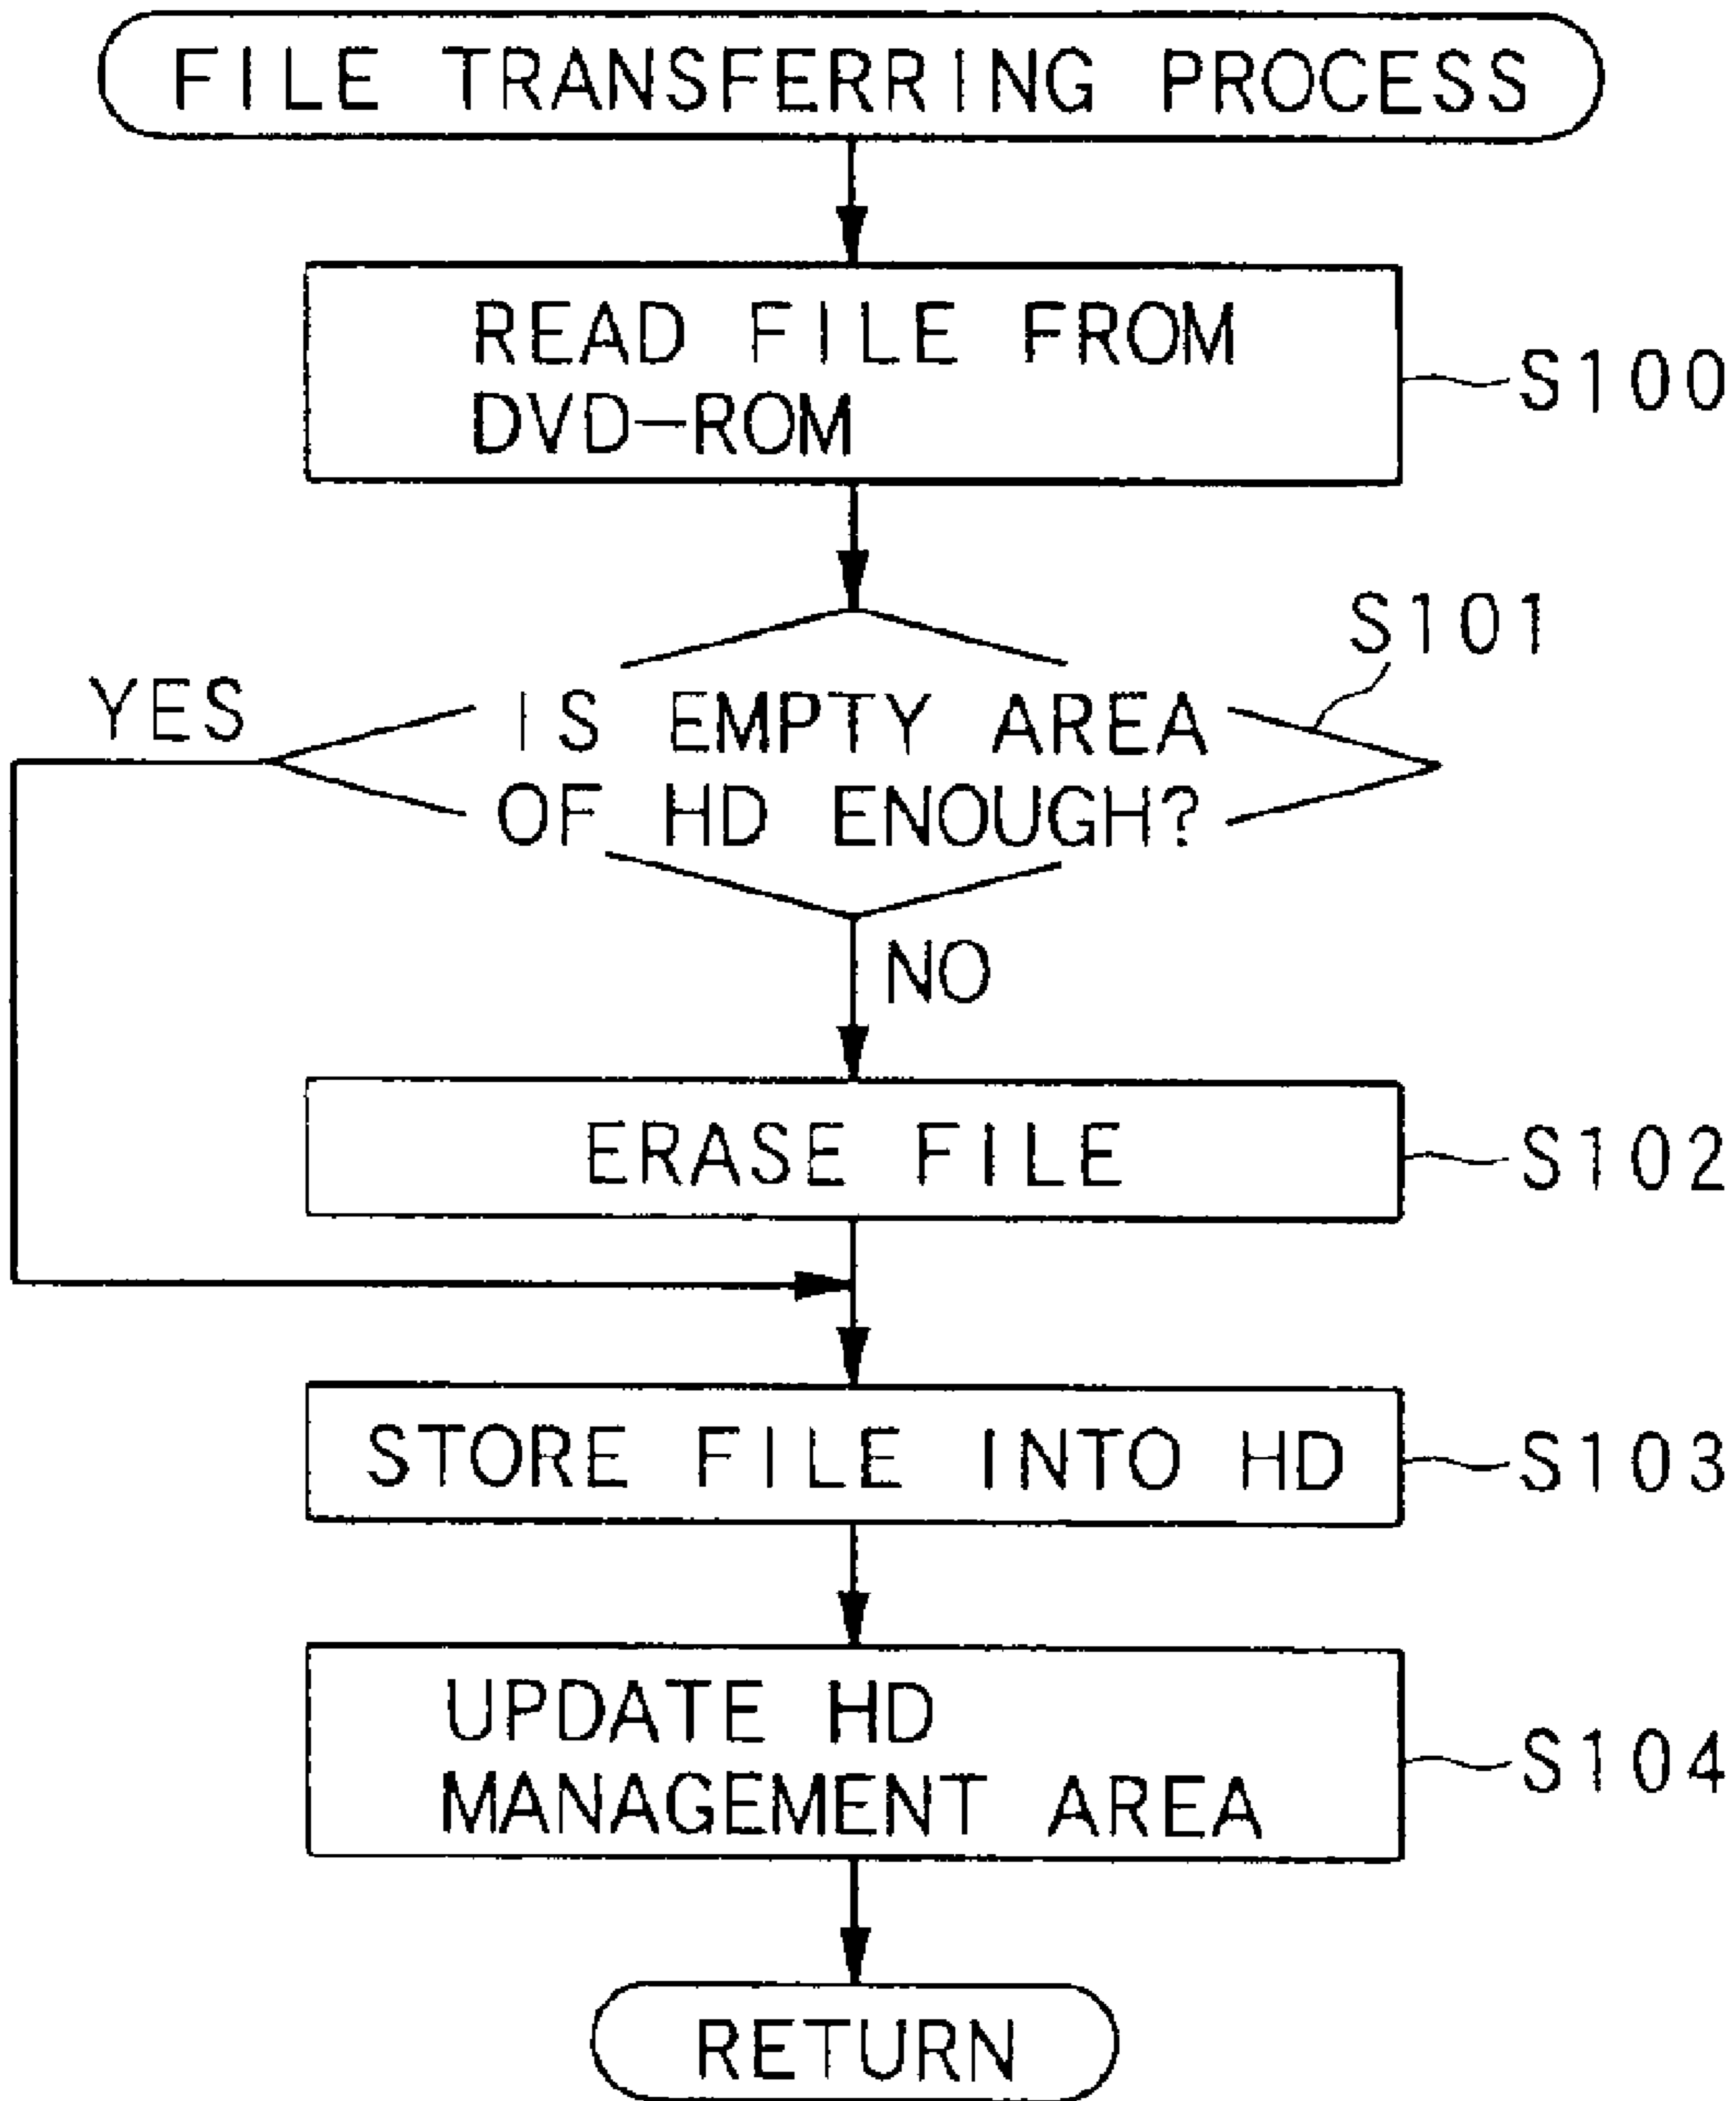 FILE TRANSFERRING PROCESS
READ FILE FROM
DVD-ROM
S100
S101
YES
IS EMPTY AREA
OF HD ENOUGH?
NO
ERASE FILE
S102
STORE FILE INTO HD
S103
UPDATE HD
MANAGEMENT AREA
S104
RETURN